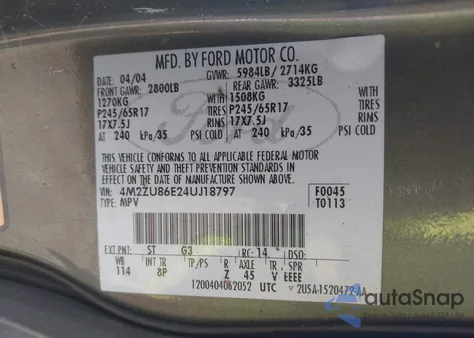 MFD. BY FORD MOTOR CO.
DATE: 04/04 GVWR: 5984LB/ 2714KG
FRONT GAWR: 2800LB REAR GAWR: 3325LB
1270KG WITH 1508KG WITH
P245/65R17 TIRES P245/65R17 TIRES
17X7.5J RIMS 17X7.5J RIMS
AT 240 kPa/35 PSI COLD AT 240 kPa/35 PSI COLD
THIS VEHICLE CONFORMS TO ALL APPLICABLE FEDERAL MOTOR
VEHICLE SAFETY AND THEFT PREVENTION STANDARDS
IN EFFECT ON THE DATE OF MANUFACTURE SHOWN ABOVE.
VIN: 4M2ZU86E24UJ18797 F0045
TYPE: MPV T0113
EXT PNT: ST G3 RC: 14 DSO:
WB INT TR TP/PS R AXLE TR SPR
114 8P Z 45 V EEEE
1200404062052 UTC 2U5A-1520472-AA
Ford
autoSnap
POWERED BY